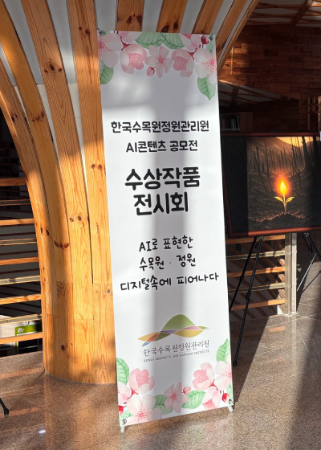 한국수목원정원관리원
AI콘텐츠 공모전
수상작품
전시회
AI로 표현한
수목원·정원
디지털속에 피어나다
한국수목원정원관리원